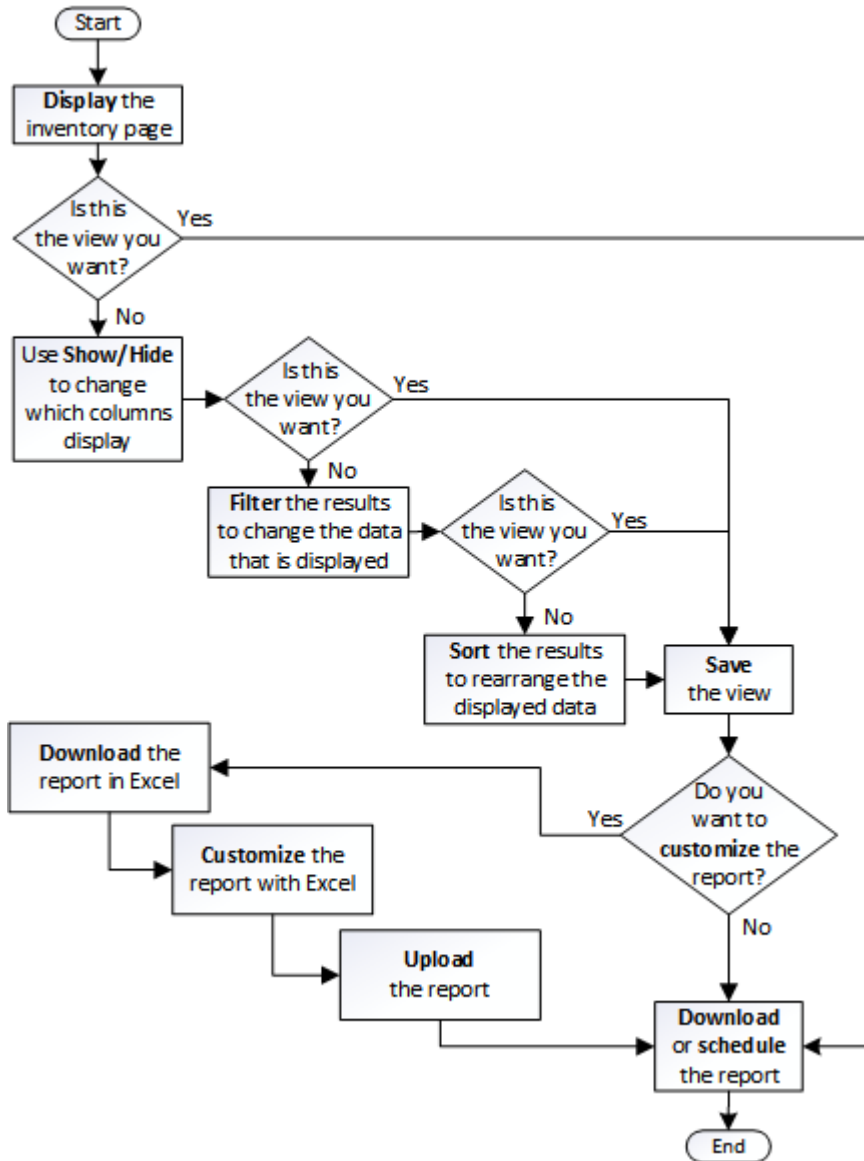 Start
Display the
inventory page
Is this
the view you
want?
Yes
No
Use Show/Hide
to change
which columns
display
Is this
the view you
want?
Yes
No
Filter the results
to change the data
that is displayed
Is this
the view you
want?
Yes
No
Sort the results
to rearrange the
displayed data
Save
the view
Do you
want to
customize the
report?
Yes
No
Download the
report in Excel
Customize the
report with Excel
Upload
the report
Download
or schedule
the report
End